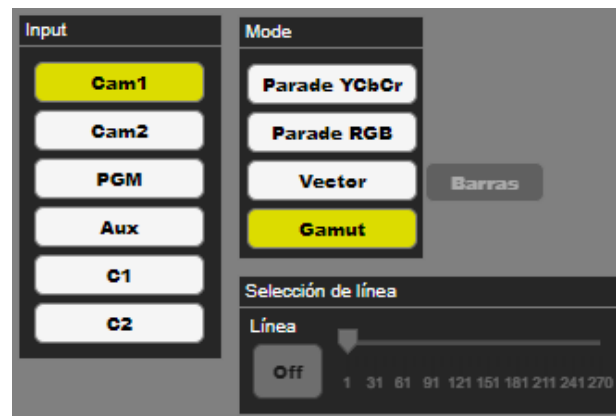 Input
Cam1
Cam2
PGM
Aux
C1
C2
Mode
Parade YCbCr
Parade RGB
Vector
Barras
Gamut
Selección de línea
Línea
Off
1 31 61 91 121 151 181 211 241 270